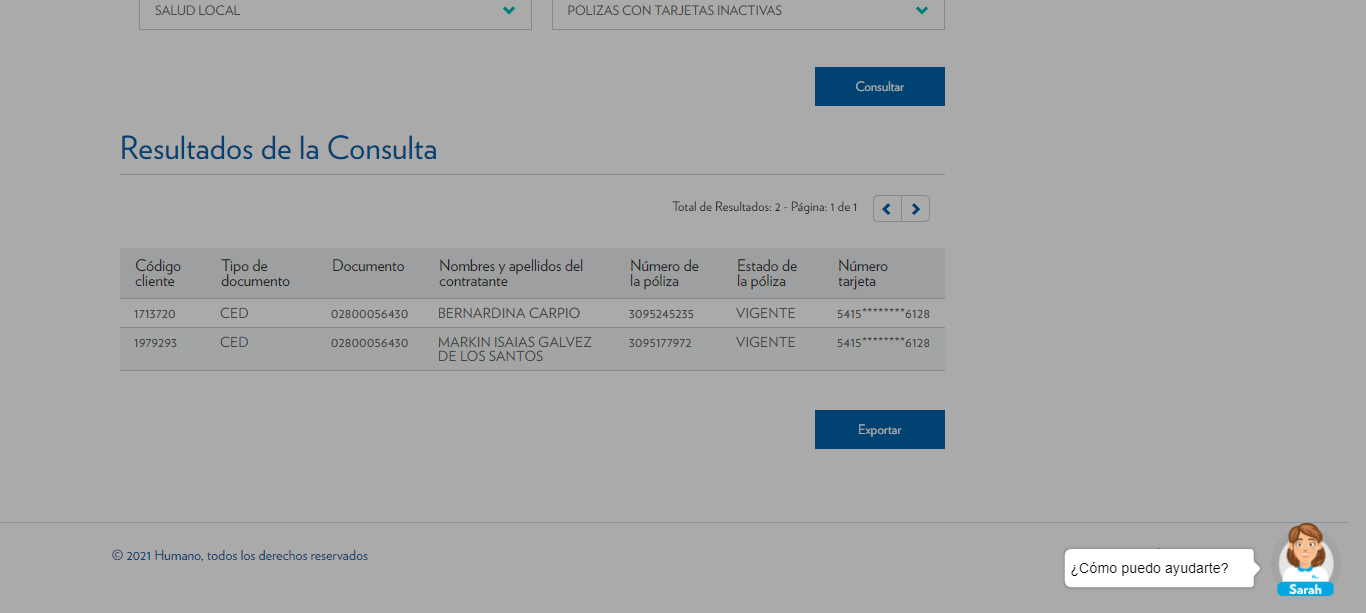 SALUD LOCAL
POLIZAS CON TARJETAS INACTIVAS
Consultar
Resultados de la Consulta
Total de Resultados: 2 - Página: 1 de 1
Código cliente
Tipo de documento
Documento
Nombres y apellidos del contratante
Número de la póliza
Estado de la póliza
Número tarjeta
1713720 CED 02800056430 BERNARDINA CARPIO 3095245235 VIGENTE 5415********6128
1979293 CED 02800056430 MARKIN ISAIAS GALVEZ DE LOS SANTOS 3095177972 VIGENTE 5415********6128
Exportar
© 2021 Humano, todos los derechos reservados
¿Cómo puedo ayudarte?
Sarah